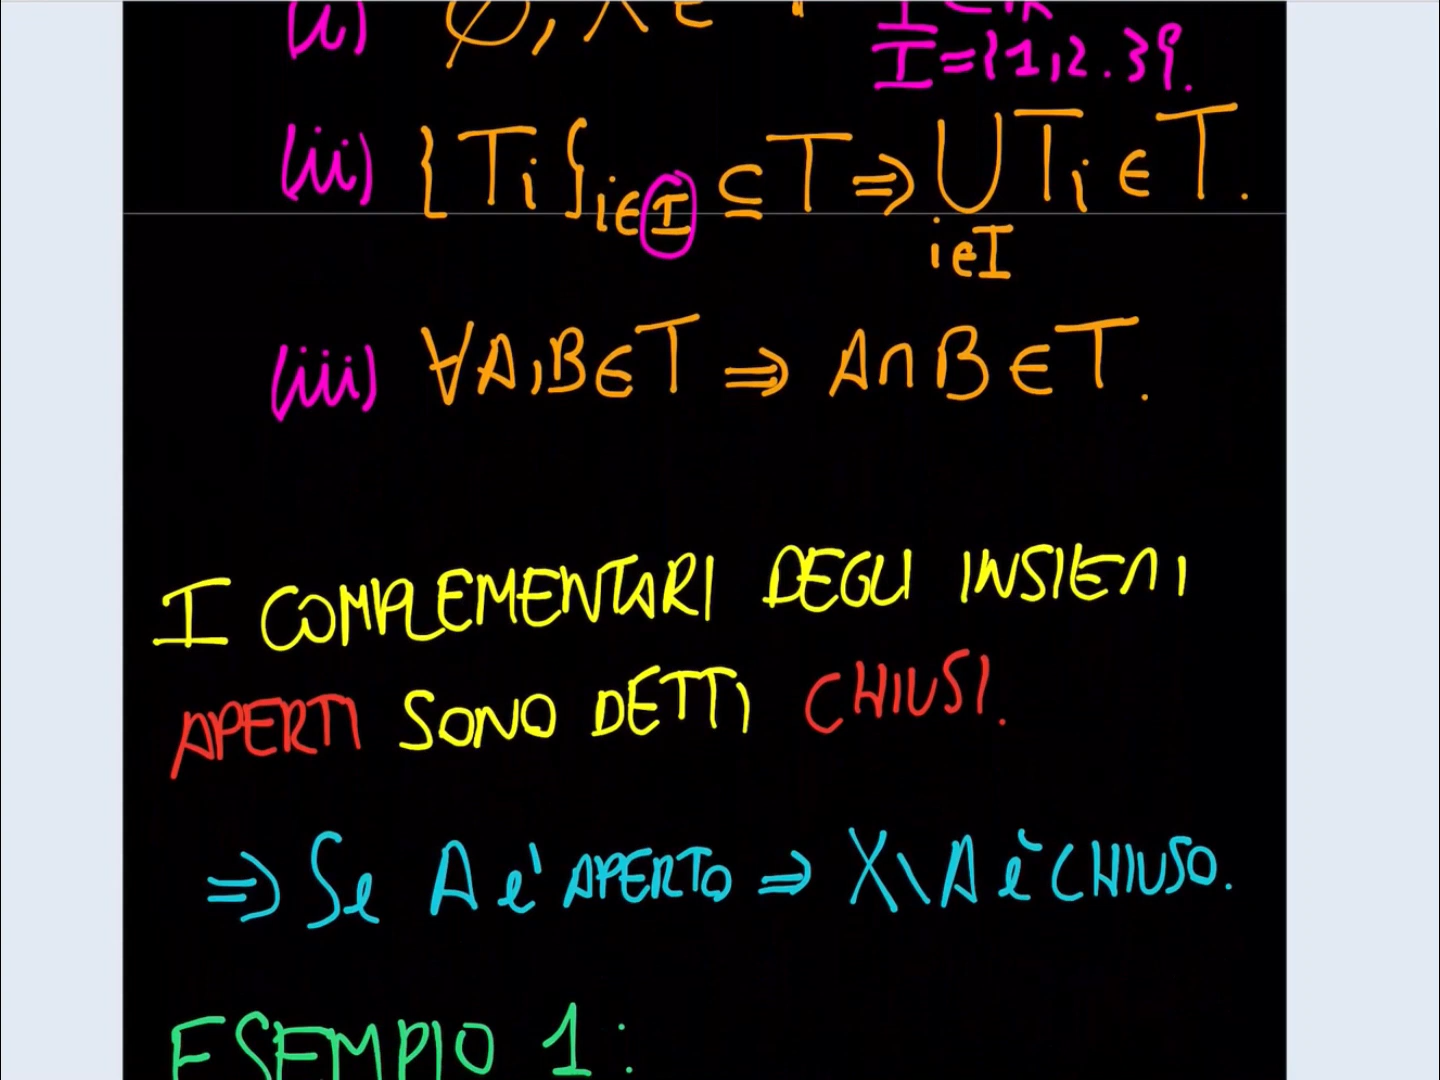 (i) ∅, X ∈ T
I = {1,2.3}.
(ii) {Ti}i∈I ⊆ T ⇒ ∪ Ti ∈ T.
i∈I
(iii) ∀A,B∈T ⇒ A∩B∈T.
I COMPLEMENTARI DEGLI INSIEMI
APERTI SONO DETTI CHIUSI.
⇒ Se A e' APERTO ⇒ X\A è CHIUSO.
ESEMPIO 1: